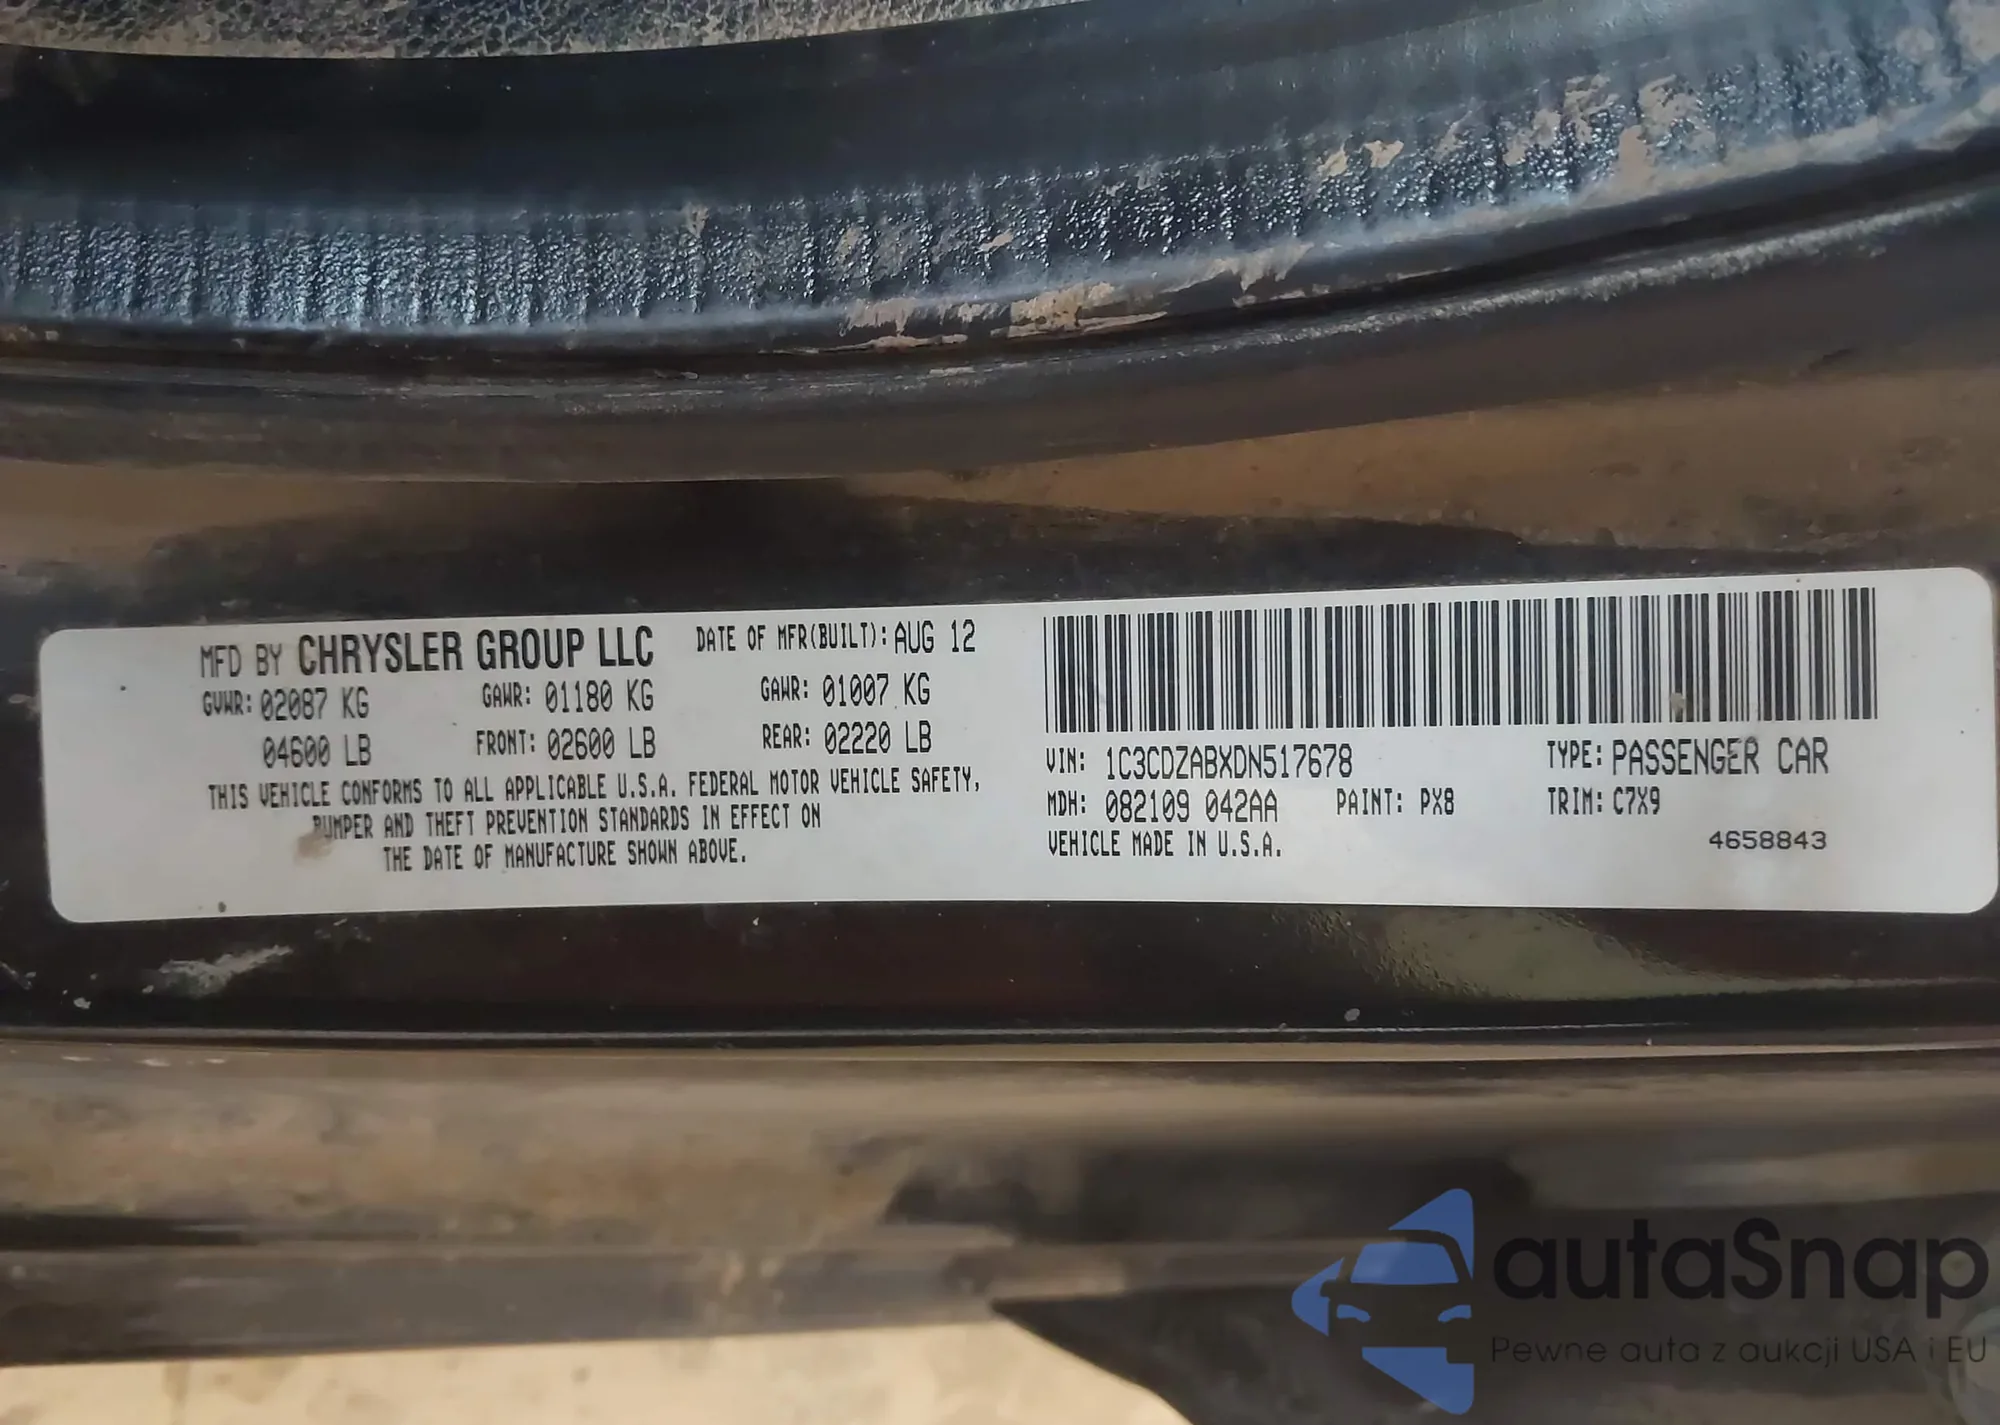 MFD BY CHRYSLER GROUP LLC DATE OF MFR(BUILT): AUG 12
GVWR: 02087 KG GAWR: 01180 KG GAWR: 01007 KG
04600 LB FRONT: 02600 LB REAR: 02220 LB
THIS VEHICLE CONFORMS TO ALL APPLICABLE U.S.A. FEDERAL MOTOR VEHICLE SAFETY,
BUMPER AND THEFT PREVENTION STANDARDS IN EFFECT ON
THE DATE OF MANUFACTURE SHOWN ABOVE.
VIN: 1C3CDZABXDN517678 TYPE: PASSENGER CAR
MDH: 082109 042AA PAINT: PX8 TRIM: C7X9
VEHICLE MADE IN U.S.A.
4658843
autaSnap
Pewne auta z aukcji USA i EU